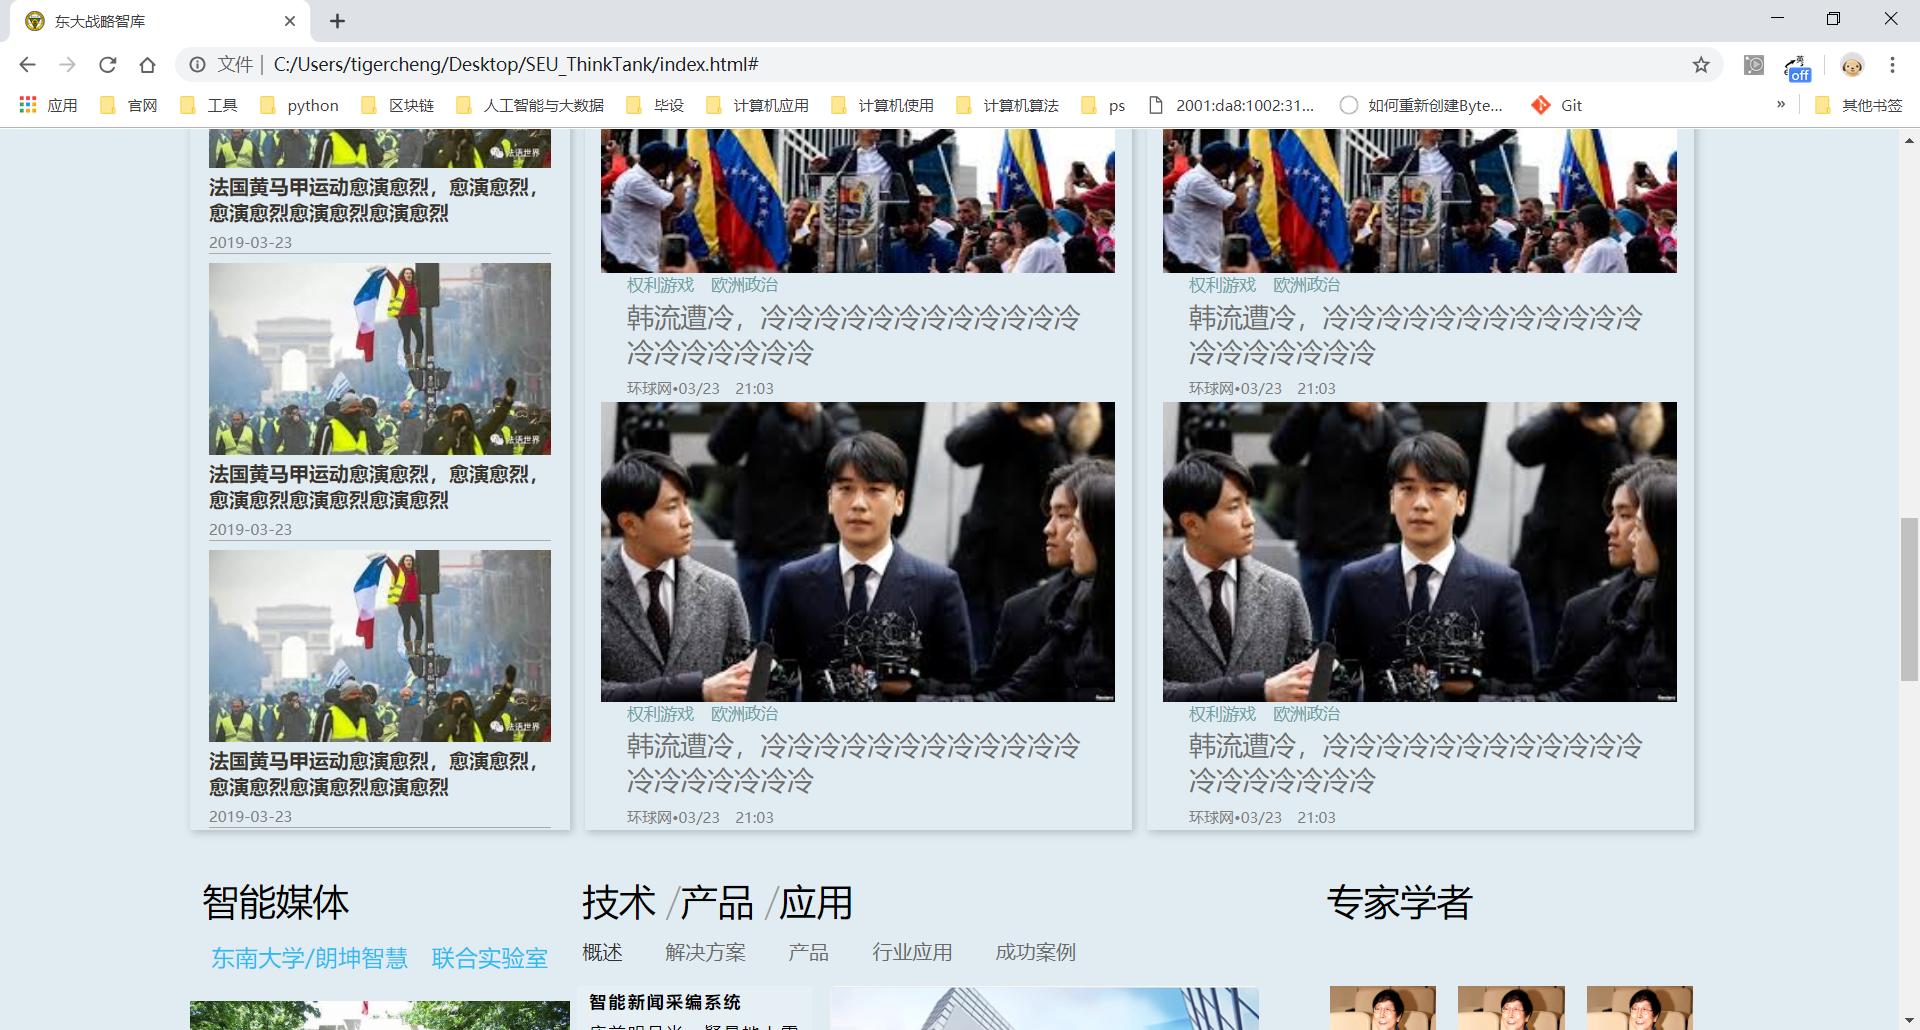 东大战略智库
文件
C:/Users/tigercheng/Desktop/SEU_ThinkTank/index.html#
英
off
应用
官网
工具
python
区块链
人工智能与大数据
毕设
计算机应用
计算机使用
计算机算法
ps
2001:da8:1002:31...
如何重新创建Byte...
Git
»
其他书签
法语世界
法国黄马甲运动愈演愈烈，愈演愈烈，
愈演愈烈愈演愈烈愈演愈烈
2019-03-23
法语世界
法国黄马甲运动愈演愈烈，愈演愈烈，
愈演愈烈愈演愈烈愈演愈烈
2019-03-23
法语世界
法国黄马甲运动愈演愈烈，愈演愈烈，
愈演愈烈愈演愈烈愈演愈烈
2019-03-23
权利游戏 欧洲政治
韩流遭冷，冷冷冷冷冷冷冷冷冷冷冷冷
冷冷冷冷冷冷冷
环球网•03/23 21:03
Reuters
权利游戏 欧洲政治
韩流遭冷，冷冷冷冷冷冷冷冷冷冷冷冷
冷冷冷冷冷冷冷
环球网•03/23 21:03
权利游戏 欧洲政治
韩流遭冷，冷冷冷冷冷冷冷冷冷冷冷冷
冷冷冷冷冷冷冷
环球网•03/23 21:03
Reuters
权利游戏 欧洲政治
韩流遭冷，冷冷冷冷冷冷冷冷冷冷冷冷
冷冷冷冷冷冷冷
环球网•03/23 21:03
智能媒体
东南大学/朗坤智慧 联合实验室
技术 /产品 /应用
概述 解决方案 产品 行业应用 成功案例
智能新闻采编系统
专家学者